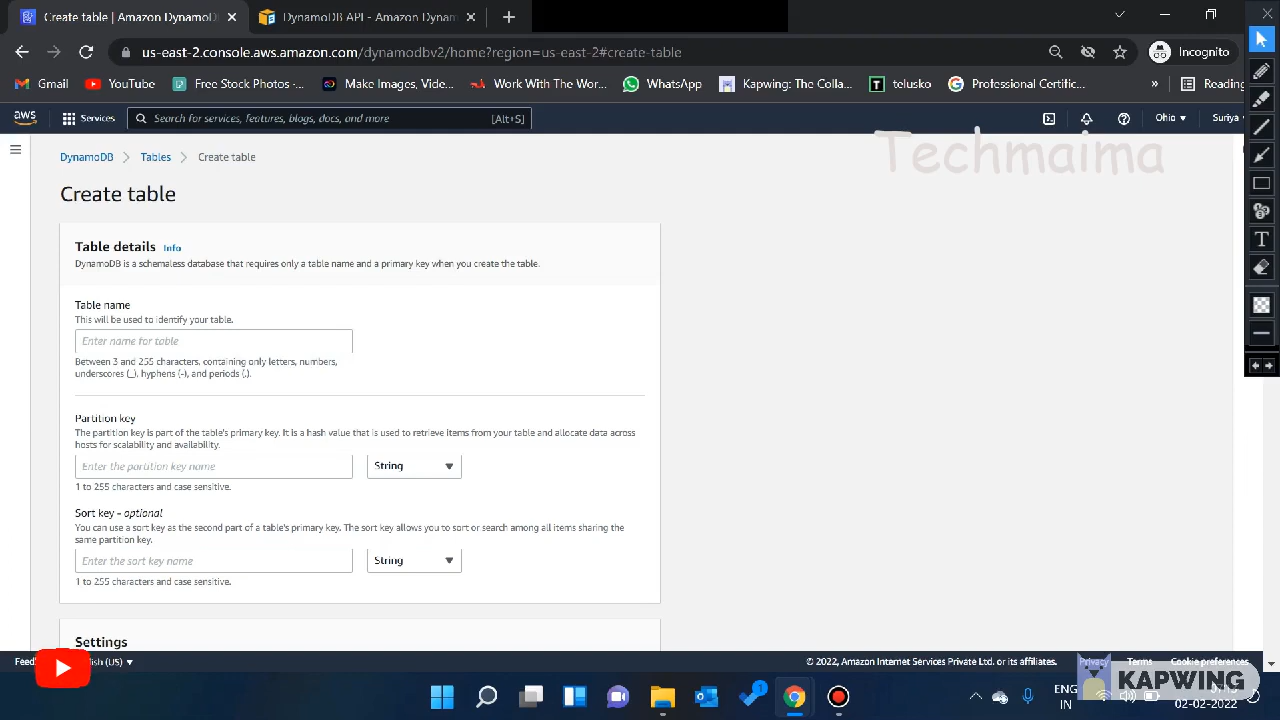 Create table | Amazon DynamoDB
DynamoDB API - Amazon Dynam
us-east-2.console.aws.amazon.com/dynamodbv2/home?region=us-east-2#create-table
Incognito
Gmail
YouTube
Free Stock Photos -...
Make Images, Video...
Work With or Wor...
WhatsApp
Kapwing: The Colla...
telusko
Professional Certific...
»
Reading
aws
Services
Search for services, features, blogs, docs, and more
[Alt+S]
Ohio
Suriya
Techmaima
DynamoDB
Tables
Create table
Create table
Table details Info
DynamoDB is a schemaless database that requires only a table name and a primary key when you create the table.
Table name
This will be used to identify your table.
Enter name for table
Between 3 and 255 characters, containing only letters, numbers,
underscores (_), hyphens (-), and periods (.).
Partition key
The partition key is part of the table's primary key. It is a hash value that is used to retrieve items from your table and allocate data across
hosts for scalability and availability.
Enter the partition key name
String
1 to 255 characters and case sensitive.
Sort key - optional
You can use a sort key as the second part of a table's primary key. The sort key allows you to sort or search among all items sharing the
same partition key.
Enter the sort key name
String
1 to 255 characters and case sensitive.
Settings
© 2022, Amazon Internet Services Private Ltd. or its affiliates.
Privacy
Terms
Cookie preferences
KAPWING
ENG
IN
02-02-2022